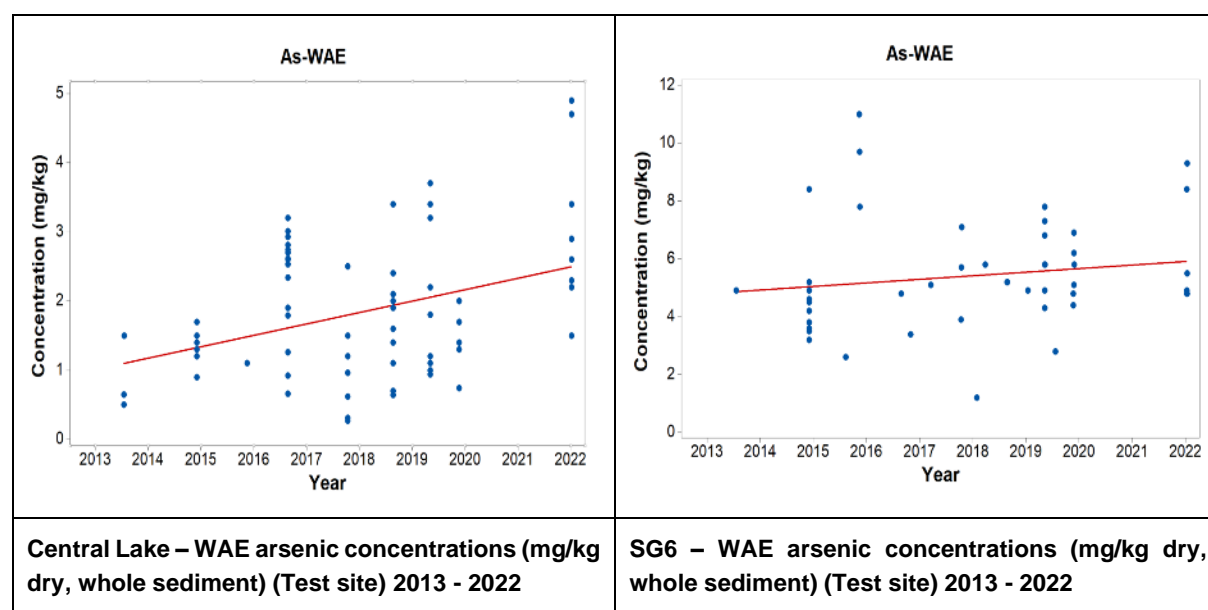 As-WAE
5
4
3
2
1
0
Concentration (mg/kg)
2013 2014 2015 2016 2017 2018 2019 2020 2021 2022
Year
As-WAE
12
10
8
6
4
2
0
Concentration (mg/kg)
2013 2014 2015 2016 2017 2018 2019 2020 2021 2022
Year
Central Lake – WAE arsenic concentrations (mg/kg
dry, whole sediment) (Test site) 2013 - 2022
SG6 – WAE arsenic concentrations (mg/kg dry,
whole sediment) (Test site) 2013 - 2022